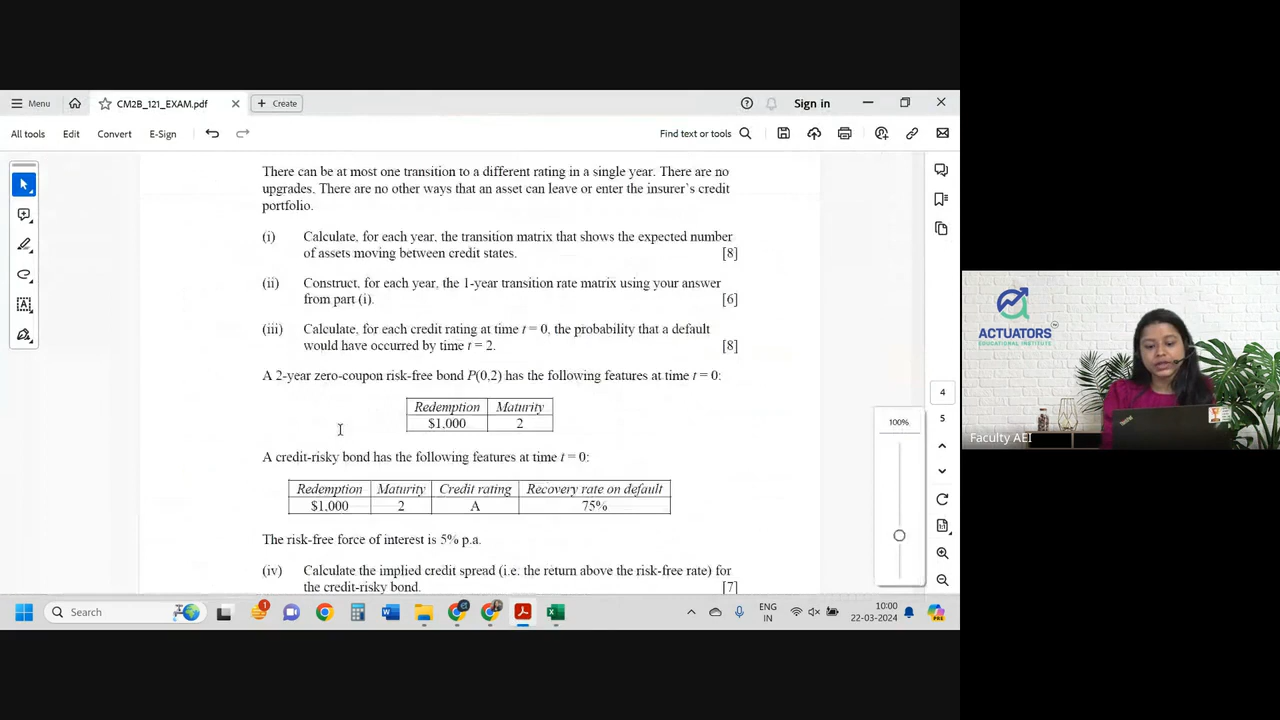 Menu
CM2B_121_EXAM.pdf
Create
Sign in
All tools
Edit
Convert
E-Sign
Find text or tools
There can be at most one transition to a different rating in a single year. There are no
upgrades. There are no other ways that an asset can leave or enter the insurer's credit
portfolio.
(i) Calculate, for each year, the transition matrix that shows the expected number
of assets moving between credit states. [8]
(ii) Construct, for each year, the 1-year transition rate matrix using your answer
from part (i). [6]
(iii) Calculate, for each credit rating at time t = 0, the probability that a default
would have occurred by time t = 2. [8]
A 2-year zero-coupon risk-free bond P(0,2) has the following features at time t = 0:
Redemption Maturity
$1,000 2
A credit-risky bond has the following features at time t = 0:
Redemption Maturity Credit rating Recovery rate on default
$1,000 2 A 75%
The risk-free force of interest is 5% p.a.
(iv) Calculate the implied credit spread (i.e. the return above the risk-free rate) for
the credit-risky bond. [7]
4
5
100%
ACTUATORS
EDUCATIONAL INSTITUTE
Faculty AEI
Search
ENG
IN
10:00
22-03-2024